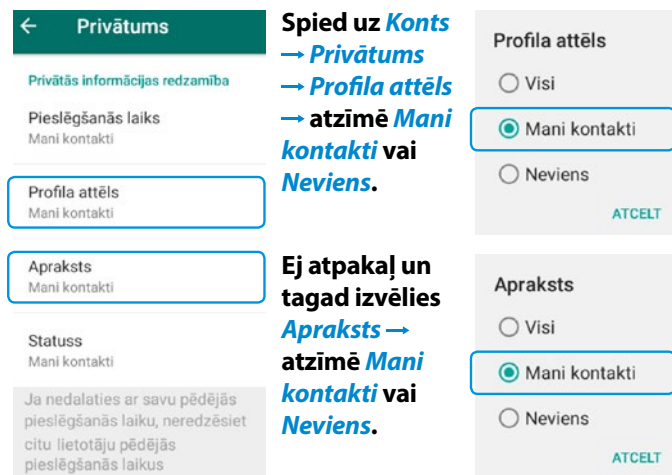 ← Privātums
Privātās informācijas redzamība
Pieslēgšanās laiks
Mani kontakti
Profila attēls
Mani kontakti
Apraksts
Mani kontakti
Statuss
Mani kontakti
Ja nedalaties ar savu pēdējās
pieslēgšanās laiku, neredzēsiet
citu lietotāju pēdējās
pieslēgšanās laikus
Spied uz Konts
→ Privātums
→ Profila attēls
→ atzīmē Mani
kontakti vai
Neviens.
Ej atpakaļ un
tagad izvēlies
Apraksts →
atzīmē Mani
kontakti vai
Neviens.
Profila attēls
Visi
Mani kontakti
Neviens
ATCELT
Apraksts
Visi
Mani kontakti
Neviens
ATCELT